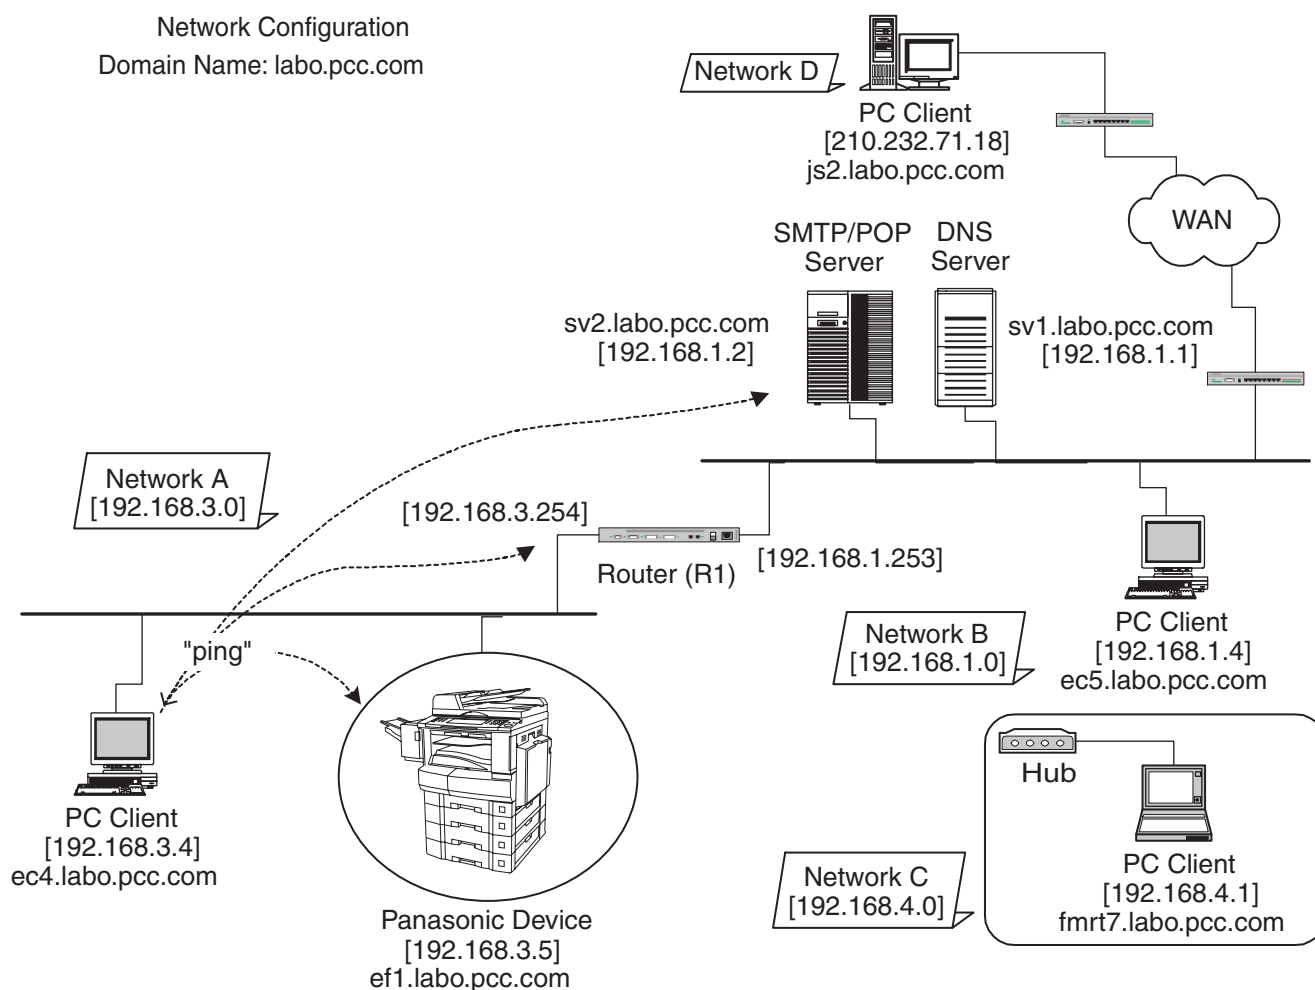 Network Configuration
Domain Name: labo.pcc.com
Network D
PC Client
[210.232.71.18]
js2.labo.pcc.com
WAN
SMTP/POP
Server
DNS
Server
sv2.labo.pcc.com
[192.168.1.2]
sv1.labo.pcc.com
[192.168.1.1]
Network A
[192.168.3.0]
[192.168.3.254]
Router (R1)
[192.168.1.253]
"ping"
Network B
[192.168.1.0]
PC Client
[192.168.1.4]
ec5.labo.pcc.com
PC Client
[192.168.3.4]
ec4.labo.pcc.com
Panasonic Device
[192.168.3.5]
ef1.labo.pcc.com
Hub
Network C
[192.168.4.0]
PC Client
[192.168.4.1]
fmrt7.labo.pcc.com